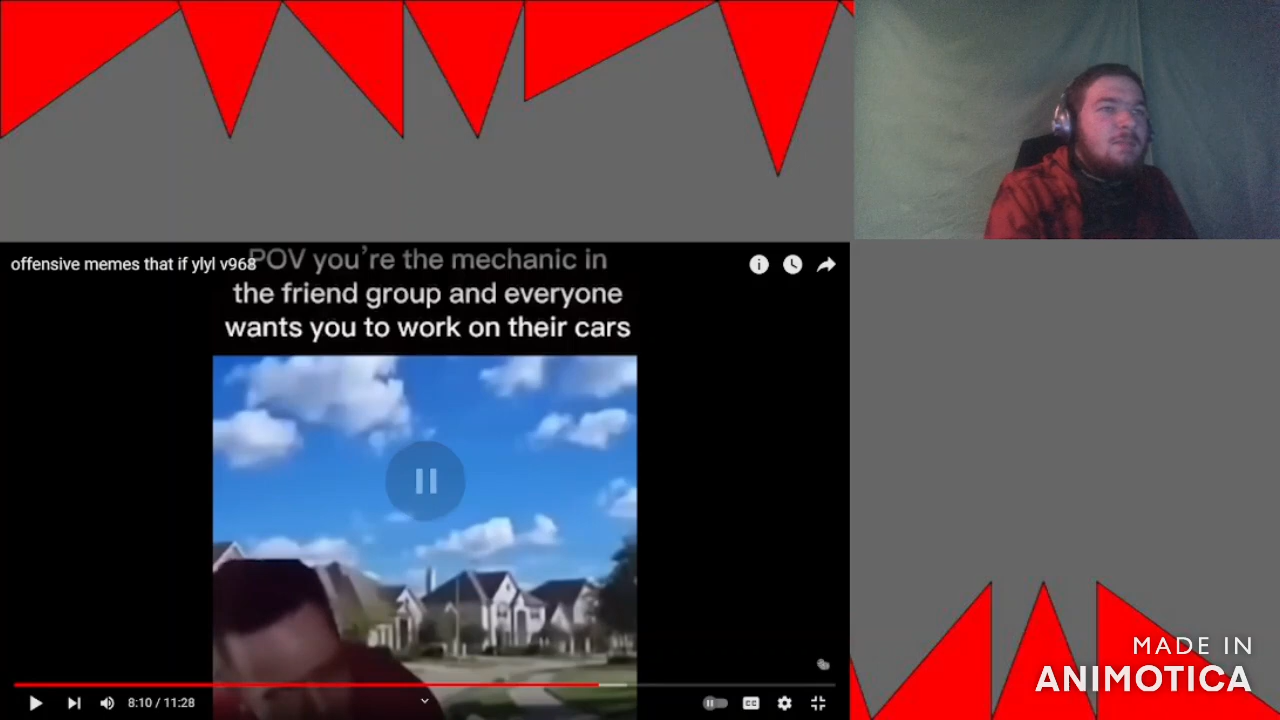 offensive memes that if ylyl v968
POV you're the mechanic in
the friend group and everyone
wants you to work on their cars
8:10 / 11:28
CC
MADE IN
ANIMOTICA